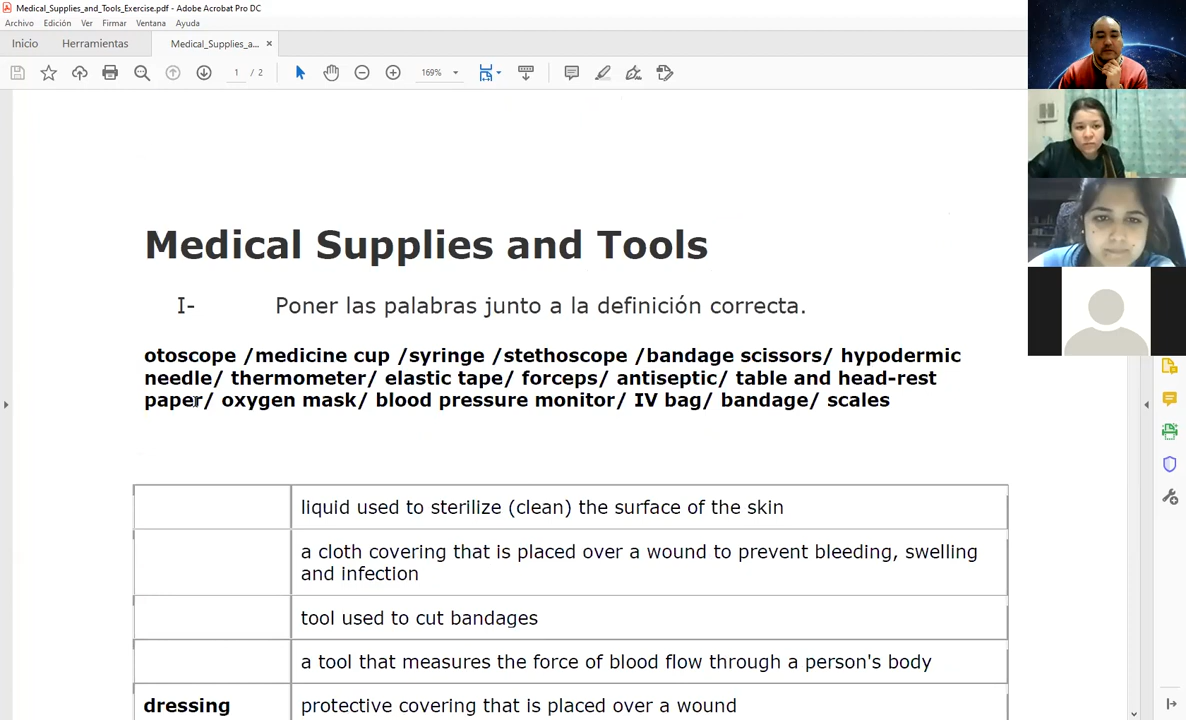 Medical_Supplies_and_Tools_Exercise.pdf - Adobe Acrobat Pro DC
Archivo Edición Ver Firmar Ventana Ayuda
Inicio Herramientas Medical_Supplies_a... ×
1 / 2 169%
Medical Supplies and Tools
I- Poner las palabras junto a la definición correcta.
otoscope /medicine cup /syringe /stethoscope /bandage scissors/ hypodermic
needle/ thermometer/ elastic tape/ forceps/ antiseptic/ table and head-rest
paper/ oxygen mask/ blood pressure monitor/ IV bag/ bandage/ scales
liquid used to sterilize (clean) the surface of the skin
a cloth covering that is placed over a wound to prevent bleeding, swelling
and infection
tool used to cut bandages
a tool that measures the force of blood flow through a person's body
dressing protective covering that is placed over a wound